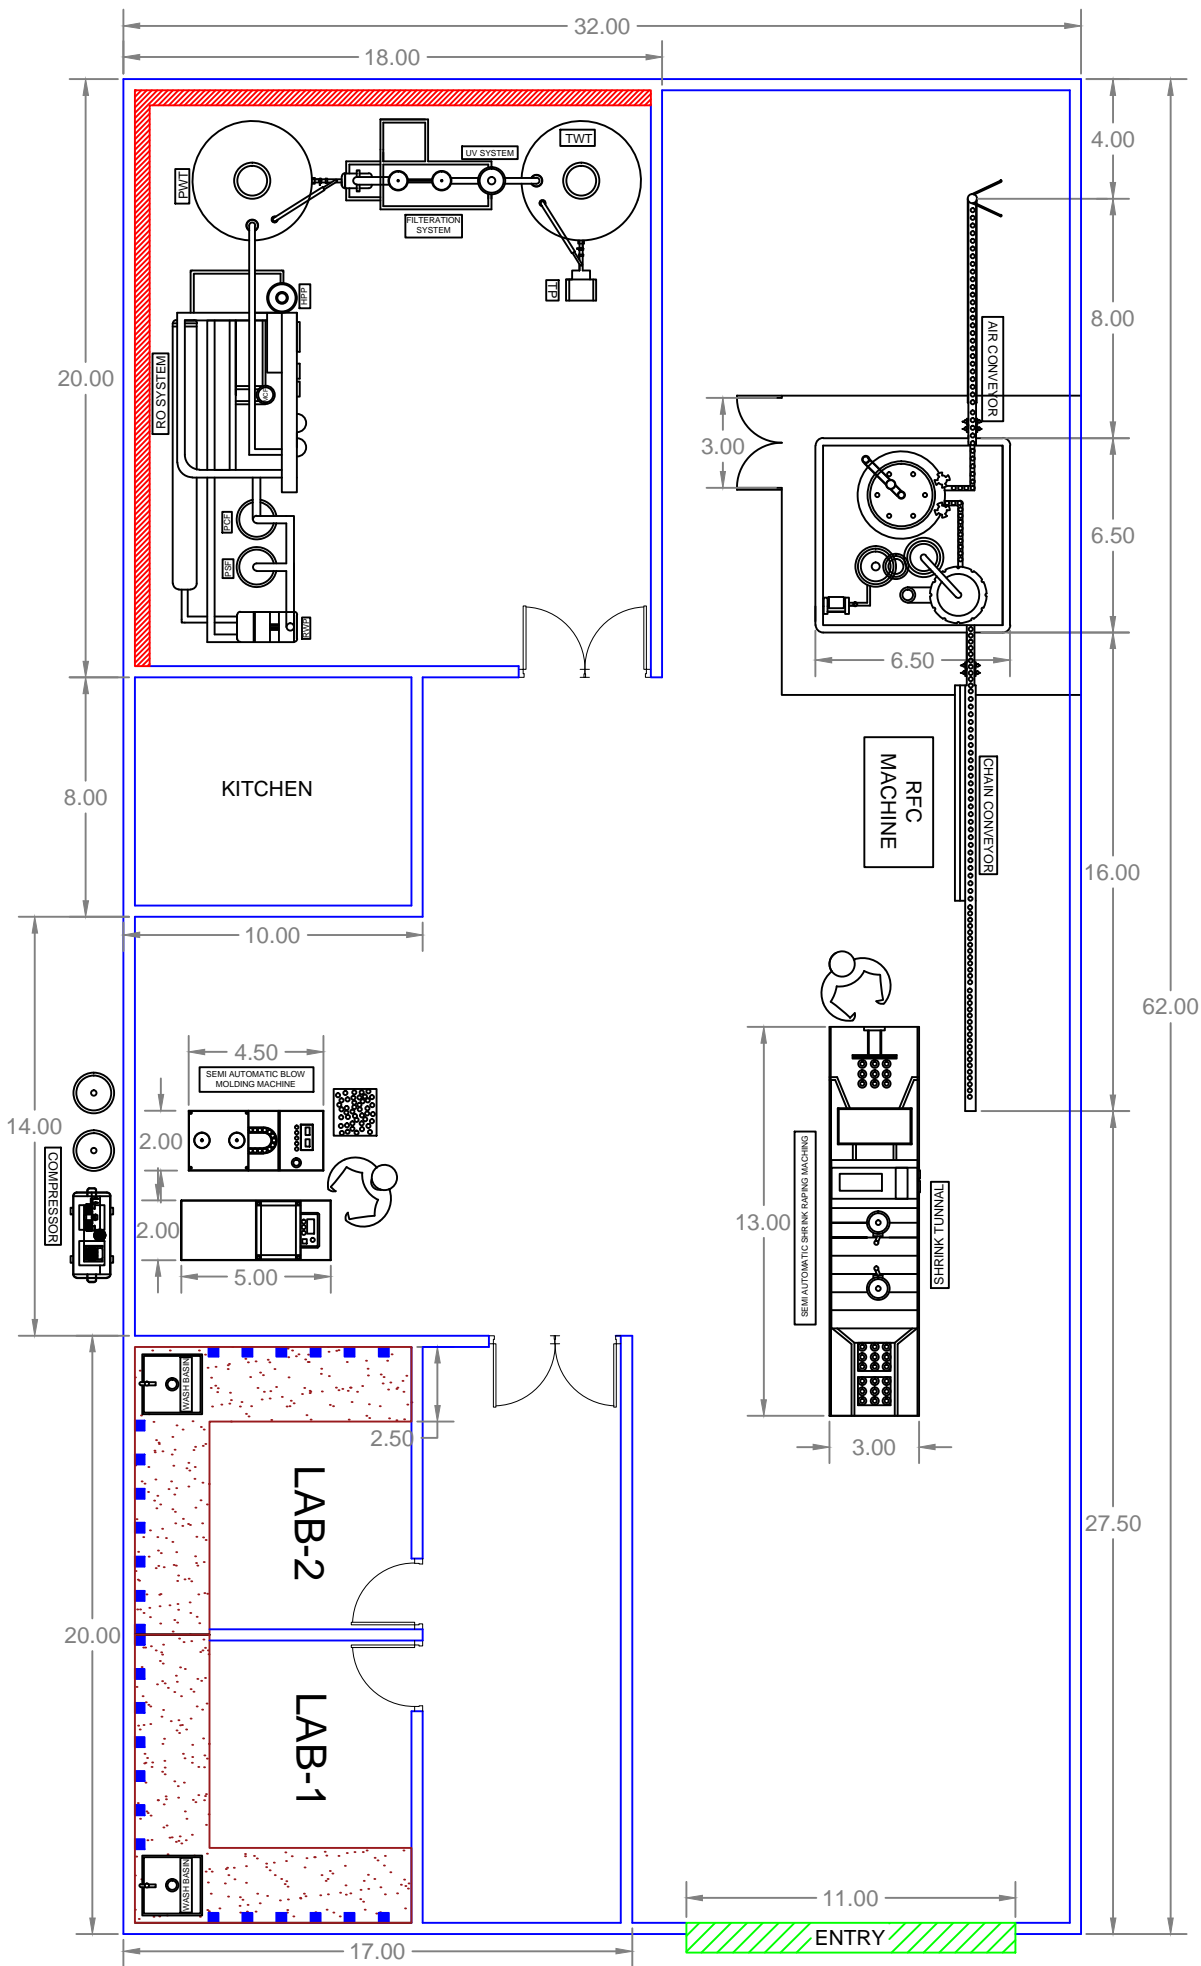 32.00
18.00
4.00
TWT
UV SYSTEM
PWT
FILTERATION
SYSTEM
TP
HPP
8.00
AIR CONVEYOR
20.00
RO SYSTEM
3.00
PCF
6.50
PSF
RWP
6.50
KITCHEN
8.00
RFC
MACHINE
CHAIN CONVEYOR
16.00
10.00
62.00
4.50
SEMI AUTOMATIC BLOW
MOLDING MACHINE
14.00
2.00
COMPRESSOR
2.00
5.00
13.00
SEMI AUTOMATIC SHRINK RAPING MACHING
SHRINK TUNNAL
WASH BASIN
2.50
3.00
LAB-2
27.50
20.00
LAB-1
WASH BASIN
11.00
ENTRY
17.00